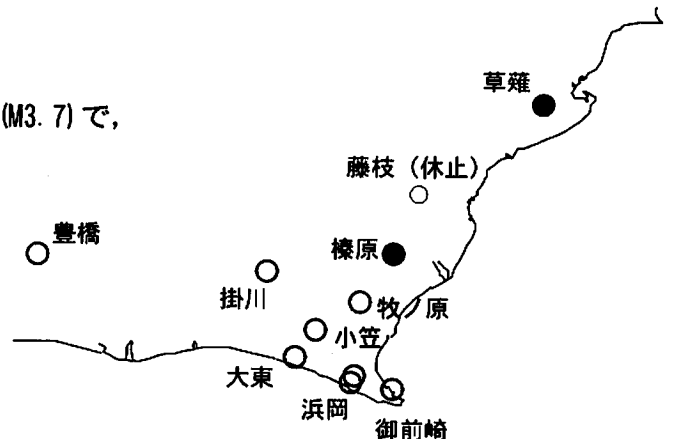 草薙
(M3. 7) で,
藤枝 (休止)
豊橋
榛原
掛川
牧ノ原
小笠
大東
浜岡
御前崎